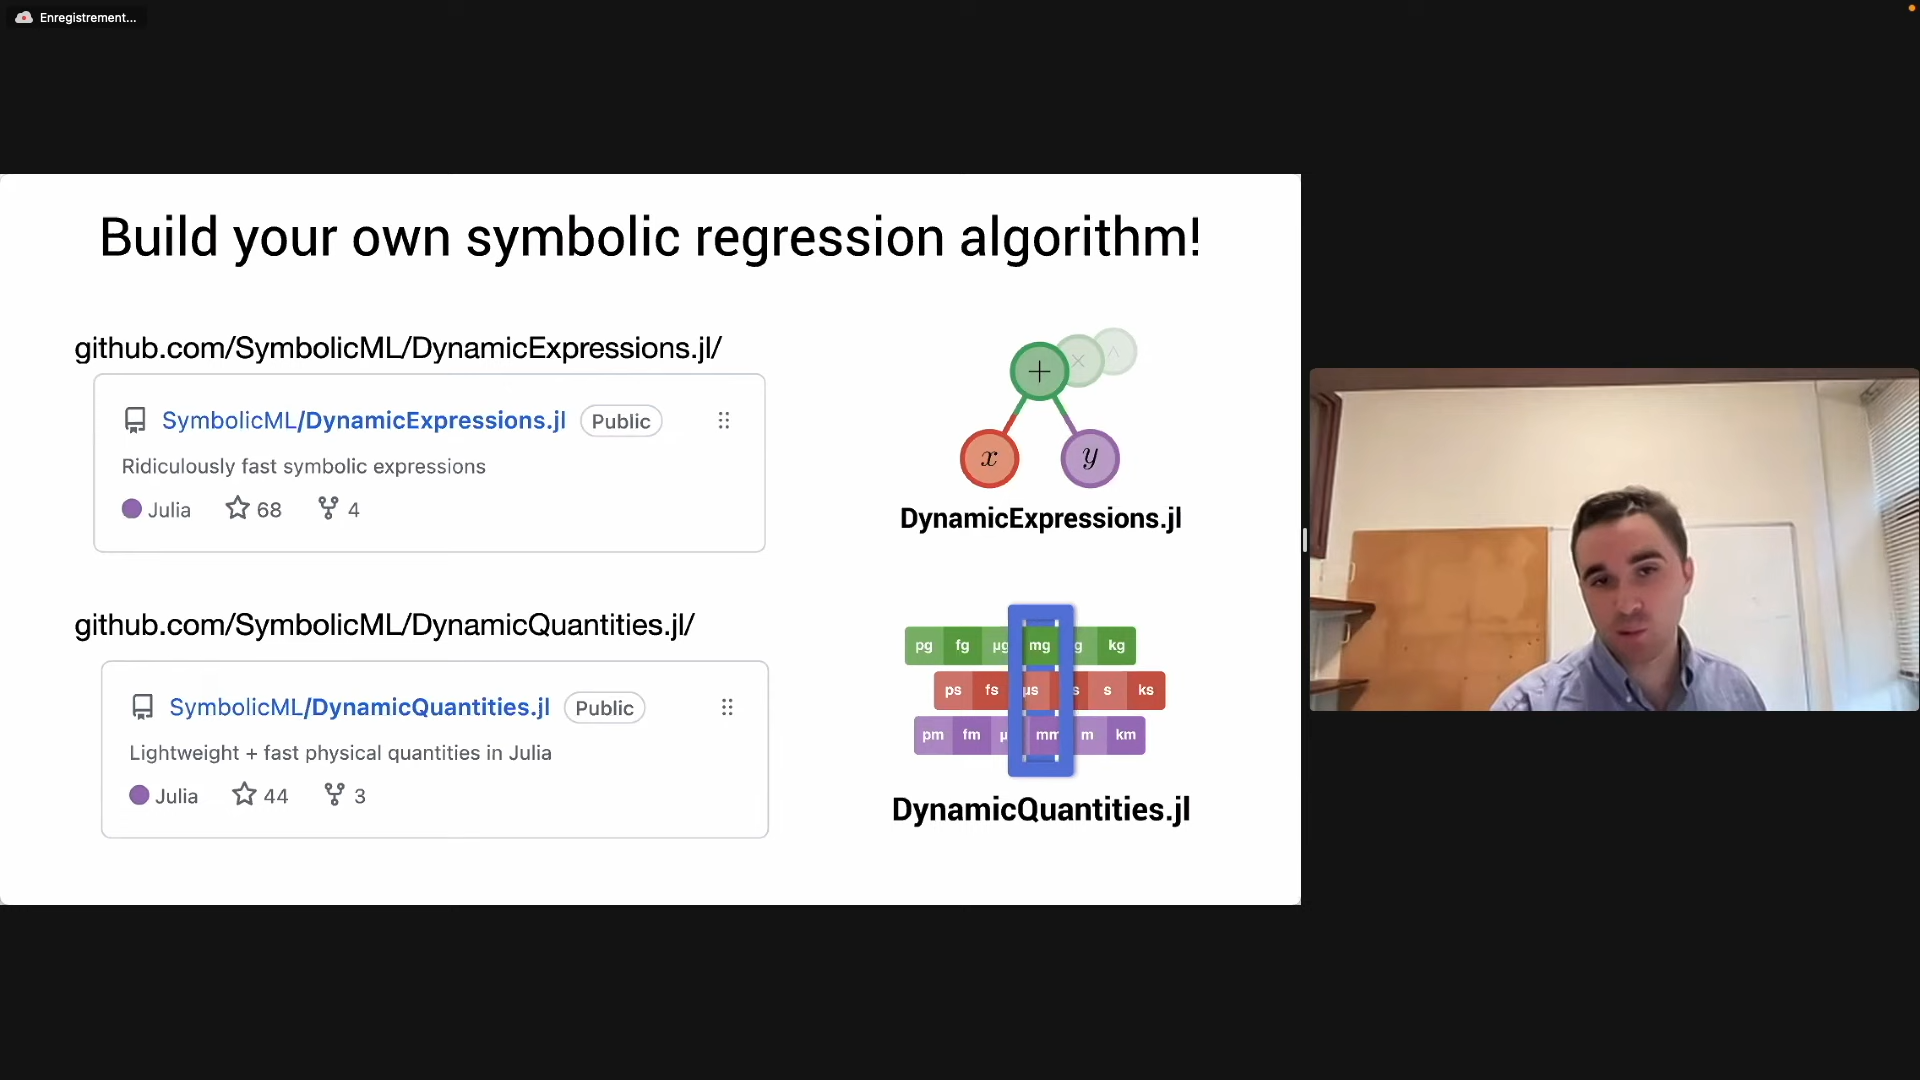 Enregistrement...
Build your own symbolic regression algorithm!
github.com/SymbolicML/DynamicExpressions.jl/
SymbolicML/DynamicExpressions.jl Public
Ridiculously fast symbolic expressions
Julia 68 4
+ × ^
x y
DynamicExpressions.jl
github.com/SymbolicML/DynamicQuantities.jl/
SymbolicML/DynamicQuantities.jl Public
Lightweight + fast physical quantities in Julia
Julia 44 3
pg fg µg mg g kg
ps fs µs s s ks
pm fm µ mm m km
DynamicQuantities.jl